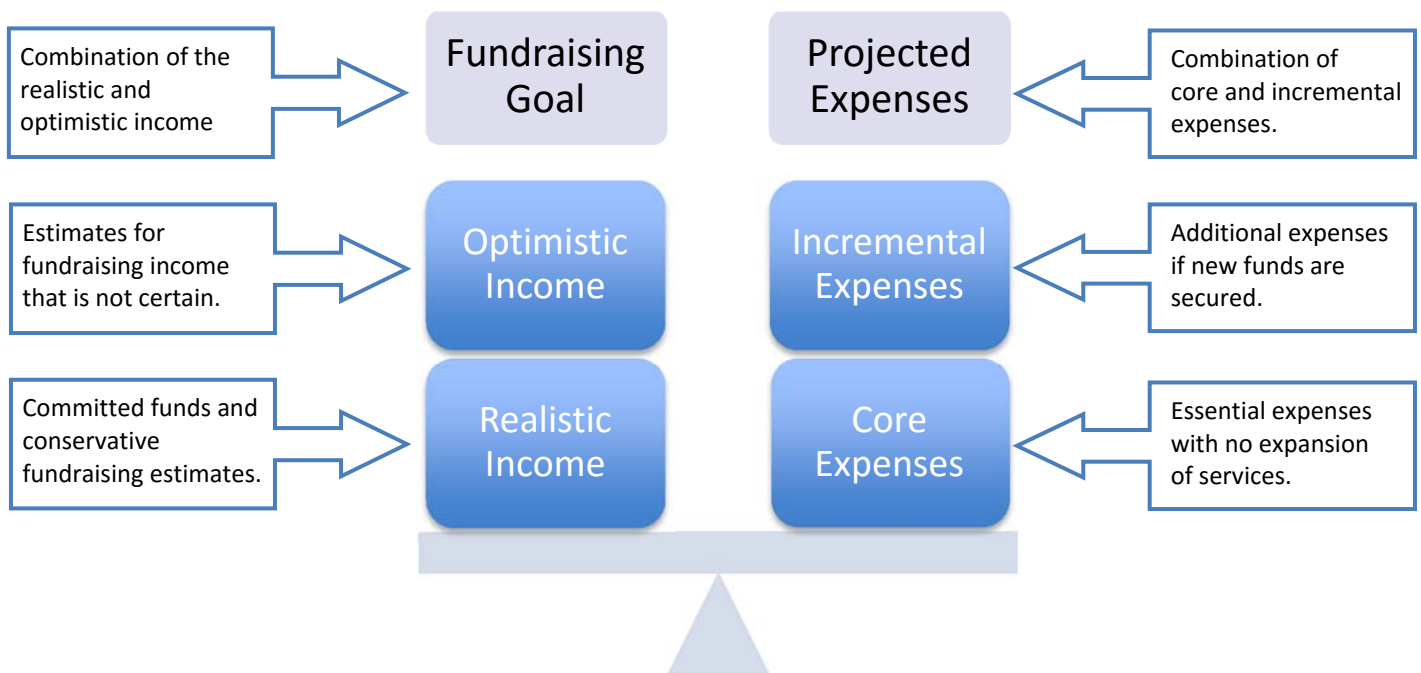 Combination of the
realistic and
optimistic income
Fundraising
Goal
Projected
Expenses
Combination of
core and incremental
expenses.
Estimates for
fundraising income
that is not certain.
Optimistic
Income
Incremental
Expenses
Additional expenses
if new funds are
secured.
Committed funds and
conservative
fundraising estimates.
Realistic
Income
Core
Expenses
Essential expenses
with no expansion
of services.